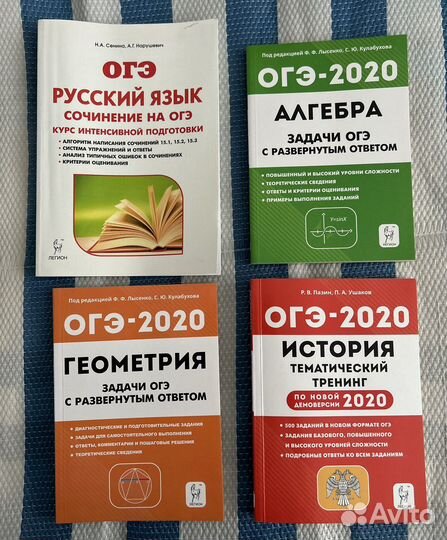 Н.А. Сенина, А.Г. Нарушевич
ОГЭ
РУССКИЙ ЯЗЫК
СОЧИНЕНИЕ НА ОГЭ
КУРС ИНТЕНСИВНОЙ ПОДГОТОВКИ
• АЛГОРИТМ НАПИСАНИЯ СОЧИНЕНИЙ 15.1, 15.2, 15.3
• СИСТЕМА УПРАЖНЕНИЙ И ОТВЕТЫ
• АНАЛИЗ ТИПИЧНЫХ ОШИБОК В СОЧИНЕНИЯХ
• КРИТЕРИИ ОЦЕНИВАНИЯ
ЛЕГИОН
Под редакцией Ф. Ф. Лысенко, С. Ю. Кулабухова
ОГЭ-2020
АЛГЕБРА
ЗАДАЧИ ОГЭ
С РАЗВЕРНУТЫМ ОТВЕТОМ
• ПОВЫШЕННЫЙ И ВЫСОКИЙ УРОВНИ СЛОЖНОСТИ
• ТЕОРЕТИЧЕСКИЕ СВЕДЕНИЯ
• ОТВЕТЫ И КРИТЕРИИ ОЦЕНИВАНИЯ
• ПРИМЕРЫ ВЫПОЛНЕНИЯ ЗАДАНИЙ
Y=sinX
ЛЕГИОН
Под редакцией Ф. Ф. Лысенко, С. Ю. Кулабухова
ОГЭ-2020
ГЕОМЕТРИЯ
ЗАДАЧИ ОГЭ
С РАЗВЕРНУТЫМ ОТВЕТОМ
• ДИАГНОСТИЧЕСКИЕ И ПОДГОТОВИТЕЛЬНЫЕ ЗАДАНИЯ
• ЗАДАЧИ ДЛЯ САМОСТОЯТЕЛЬНОГО ВЫПОЛНЕНИЯ
• ОТВЕТЫ, КОММЕНТАРИИ И ПОШАГОВЫЕ РЕШЕНИЯ
• ТЕОРЕТИЧЕСКИЕ СВЕДЕНИЯ
ЛЕГИОН
Р. В. Пазин, П. А. Ушаков
ОГЭ-2020
ИСТОРИЯ
ТЕМАТИЧЕСКИЙ
ТРЕНИНГ
ПО НОВОЙ
ДЕМОВЕРСИИ 2020
• 500 ЗАДАНИЙ В НОВОМ ФОРМАТЕ ОГЭ
• ЗАДАНИЯ БАЗОВОГО, ПОВЫШЕННОГО
И ВЫСОКОГО УРОВНЕЙ СЛОЖНОСТИ
• ПОДРОБНЫЕ ОТВЕТЫ КО ВСЕМ ЗАДАНИЯМ
Avito